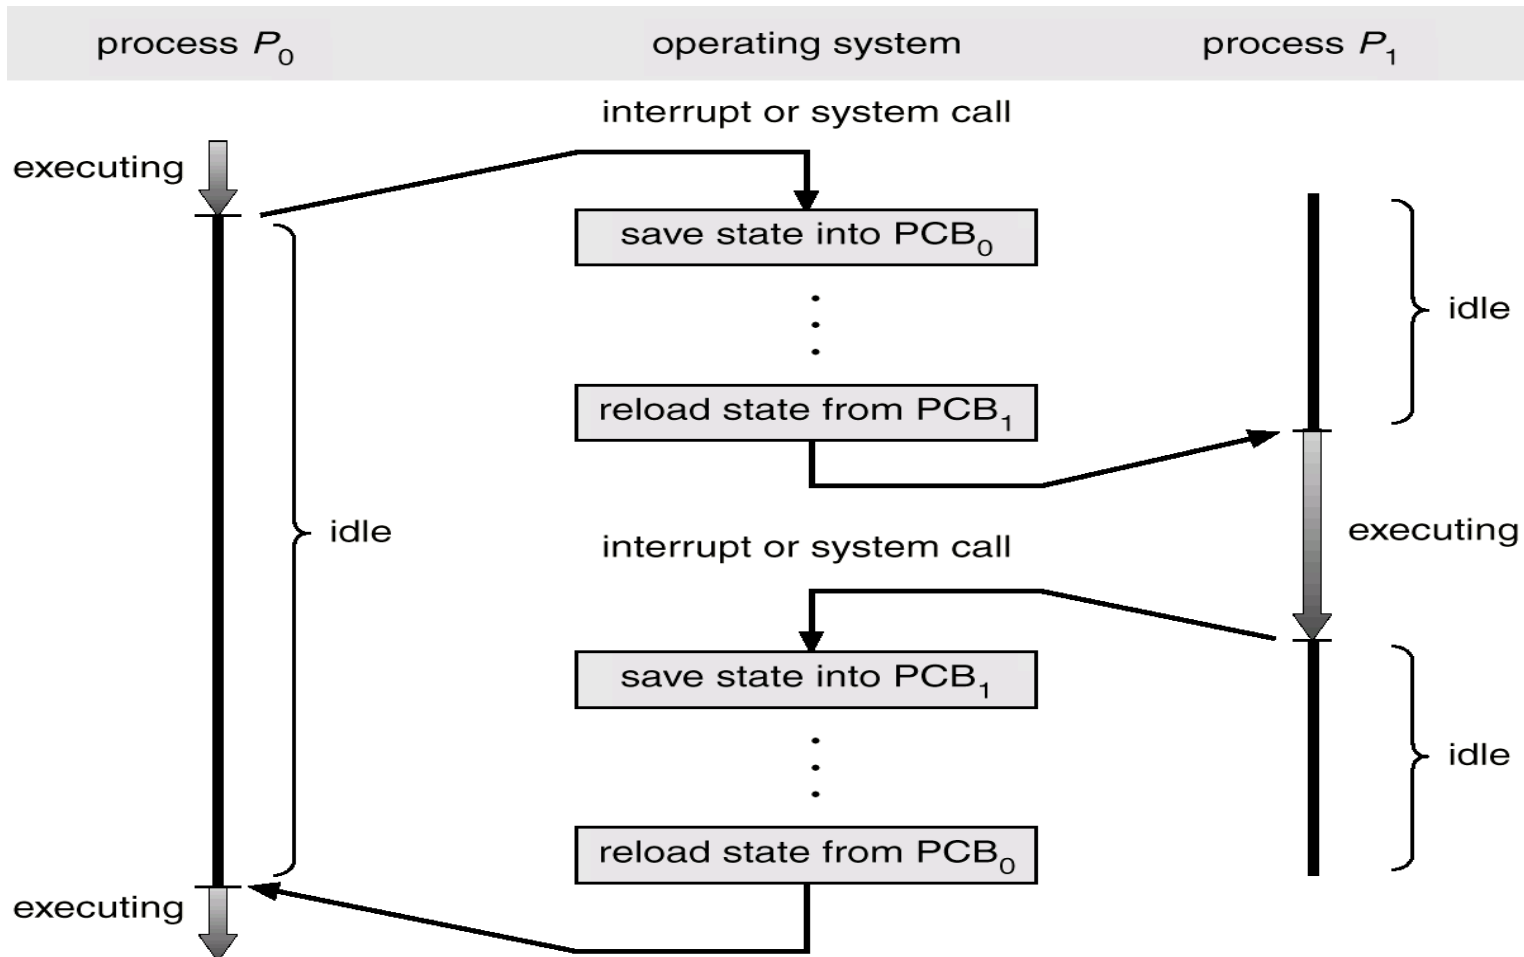 process P0 operating system process P1
interrupt or system call
executing
save state into PCB0
idle
reload state from PCB1
idle
executing
interrupt or system call
save state into PCB1
idle
reload state from PCB0
executing